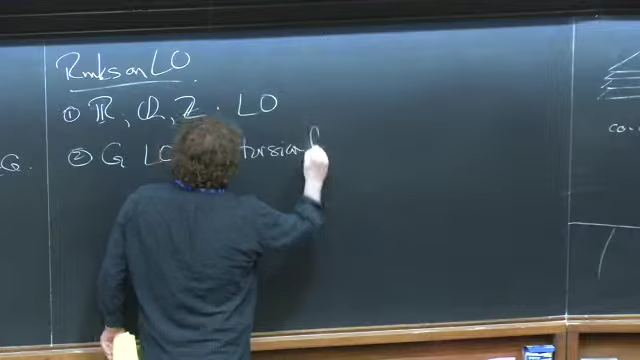 Rmks on LO
① ℝ, ℚ, ℤ · LO
② G LO torsion
G.
co